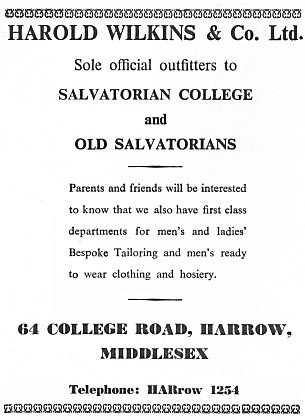 HAROLD WILKINS & Co. Ltd.
Sole official outfitters to
SALVATORIAN COLLEGE
and
OLD SALVATORIANS
Parents and friends will be interested
to know that we also have first class
departments for men's and ladies'
Bespoke Tailoring and men's ready
to wear clothing and hosiery.
64 COLLEGE ROAD, HARROW,
MIDDLESEX
Telephone: HARrow 1254